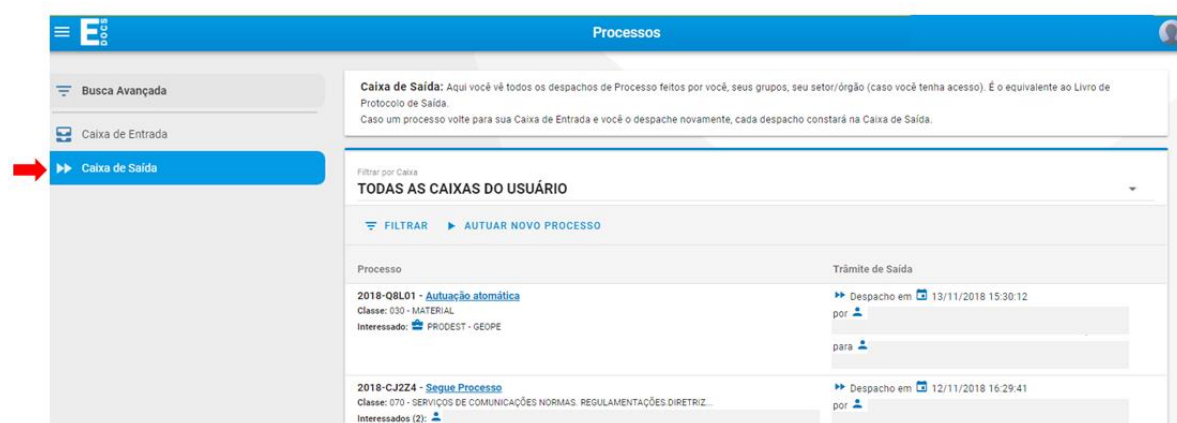 E DOCS
Processos
Busca Avançada
Caixa de Entrada
Caixa de Saída
Caixa de Saída: Aqui você vê todos os despachos de Processo feitos por você, seus grupos, seu setor/órgão (caso você tenha acesso). É o equivalente ao Livro de
Protocolo de Saída.
Caso um processo volte para sua Caixa de Entrada e você o despache novamente, cada despacho constará na Caixa de Saída.
Filtrar por Caixa
TODAS AS CAIXAS DO USUÁRIO
FILTRAR AUTUAR NOVO PROCESSO
Processo Trâmite de Saída
2018-Q8L01 - Autuação atomática
Classe: 030 - MATERIAL
Interessado: PRODEST - GEOPE
Despacho em 13/11/2018 15:30:12
por
para
2018-CJ2Z4 - Segue Processo
Classe: 070 - SERVIÇOS DE COMUNICAÇÕES NORMAS. REGULAMENTAÇÕES.DIRETRIZ...
Interessados (2):
Despacho em 12/11/2018 16:29:41
por